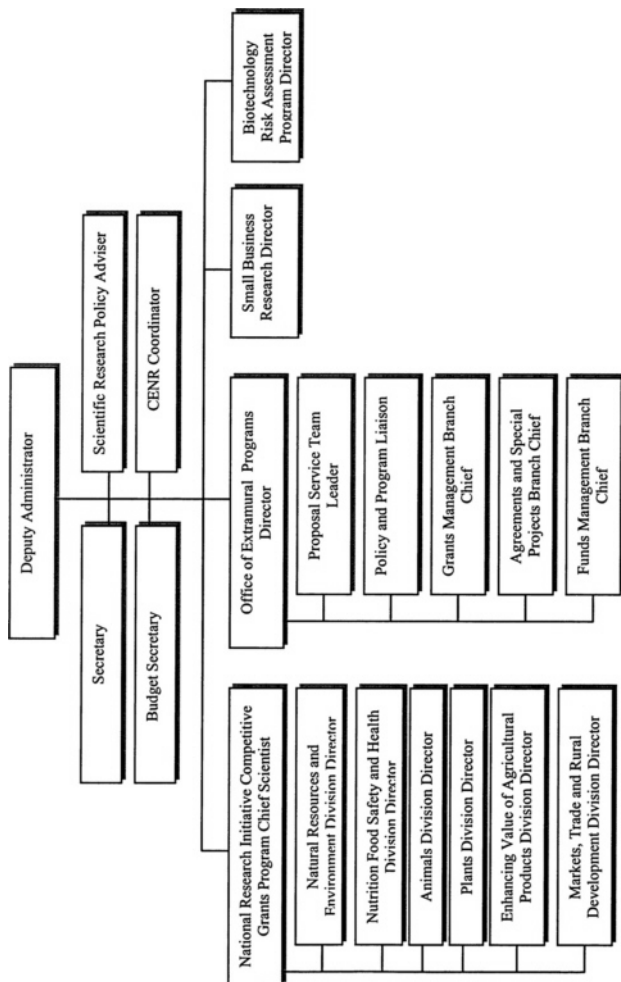 Deputy Administrator
Secretary
Scientific Research Policy Adviser
Budget Secretary
CENR Coordinator
National Research Initiative Competitive
Grants Program Chief Scientist
Natural Resources and
Environment Division Director
Nutrition Food Safety and Health
Division Director
Animals Division Director
Plants Division Director
Enhancing Value of Agricultural
Products Division Director
Markets, Trade and Rural
Development Division Director
Office of Extramural Programs
Director
Proposal Service Team
Leader
Policy and Program Liaison
Grants Management Branch
Chief
Agreements and Special
Projects Branch Chief
Funds Management Branch
Chief
Small Business
Research Director
Biotechnology
Risk Assessment
Program Director